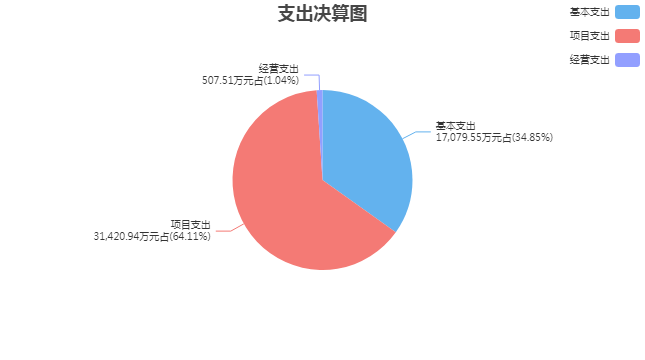 支出决算图
基本支出
项目支出
经营支出
经营支出
507.51万元占(1.04%)
基本支出
17,079.55万元占(34.85%)
项目支出
31,420.94万元占(64.11%)